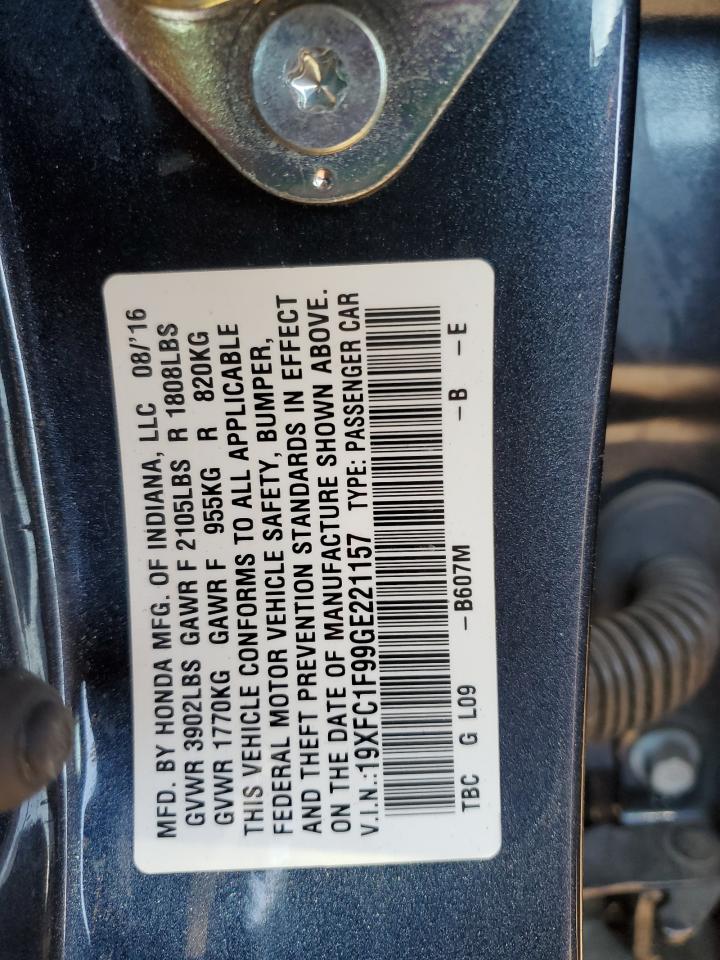 MFD. BY HONDA MFG. OF INDIANA, LLC 08/'16
GVWR 3902LBS GAWR F 2105LBS R 1808LBS
GVWR 1770KG GAWR F 955KG R 820KG
THIS VEHICLE CONFORMS TO ALL APPLICABLE
FEDERAL MOTOR VEHICLE SAFETY, BUMPER,
AND THEFT PREVENTION STANDARDS IN EFFECT
ON THE DATE OF MANUFACTURE SHOWN ABOVE.
V.I.N.:19XFC1F99GE221157 TYPE: PASSENGER CAR
TBC G L09 -B607M -B -E